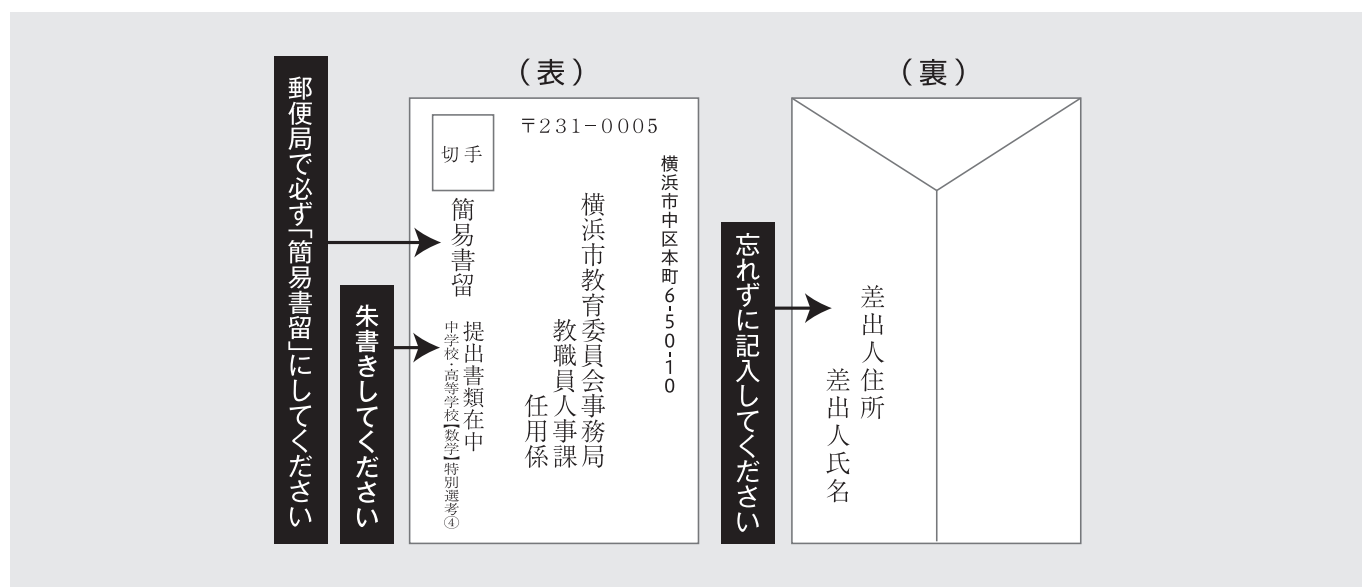 （表）
郵便局で必ず「簡易書留」にしてください
朱書きしてください
切手
〒231−0005
横浜市中区本町6-50-10
横浜市教育委員会事務局
教職員人事課
任用係
簡易書留
提出書類在中
中学校・高等学校【数学】特別選考④
（裏）
忘れずに記入してください
差出人住所
差出人氏名